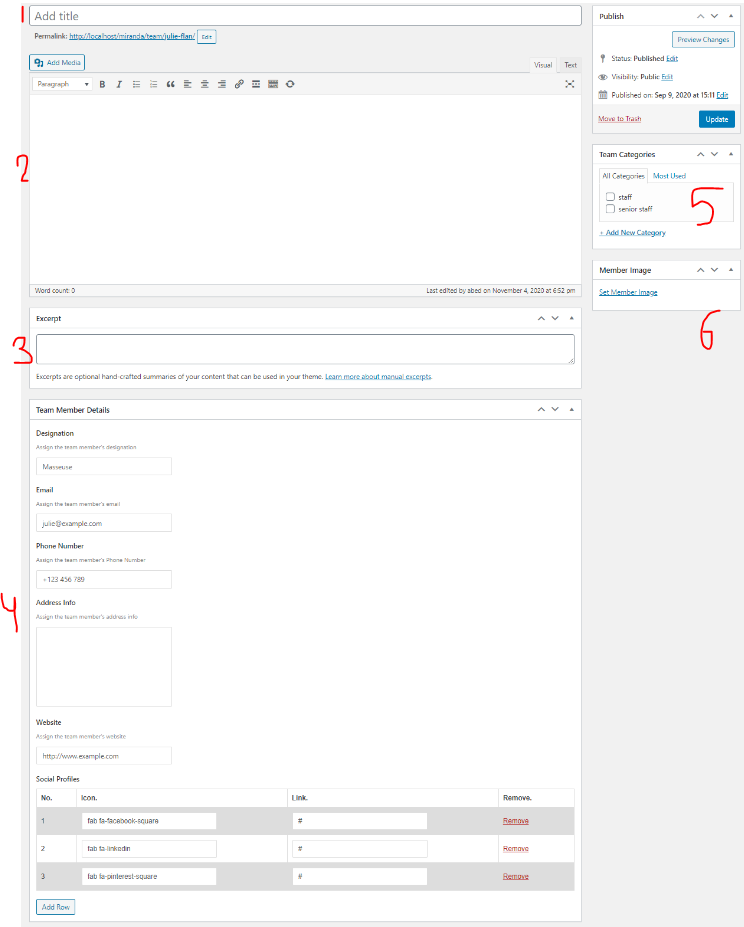 1
Add title
Permalink: http://localhost/miranda/team/julie-flan/ Edit
Add Media
Visual Text
Paragraph B I
2
Word count: 0 Last edited by abed on November 4, 2020 at 6:52 pm
Excerpt
3
Excerpts are optional hand-crafted summaries of your content that can be used in your theme. Learn more about manual excerpts.
Team Member Details
Designation
Assign the team member's designation
Masseuse
Email
Assign the team member's email
julie@example.com
Phone Number
Assign the team member's Phone Number
+123 456 789
4
Address Info
Assign the team member's address info
Website
Assign the team member's website
http://www.example.com
Social Profiles
No. Icon. Link. Remove.
1 fab fa-facebook-square # Remove
2 fab fa-linkedin # Remove
3 fab fa-pinterest-square # Remove
Add Row
Publish
Preview Changes
Status: Published Edit
Visibility: Public Edit
Published on: Sep 9, 2020 at 15:11 Edit
Move to Trash Update
Team Categories
All Categories Most Used
5
staff
senior staff
+ Add New Category
Member Image
Set Member Image
6